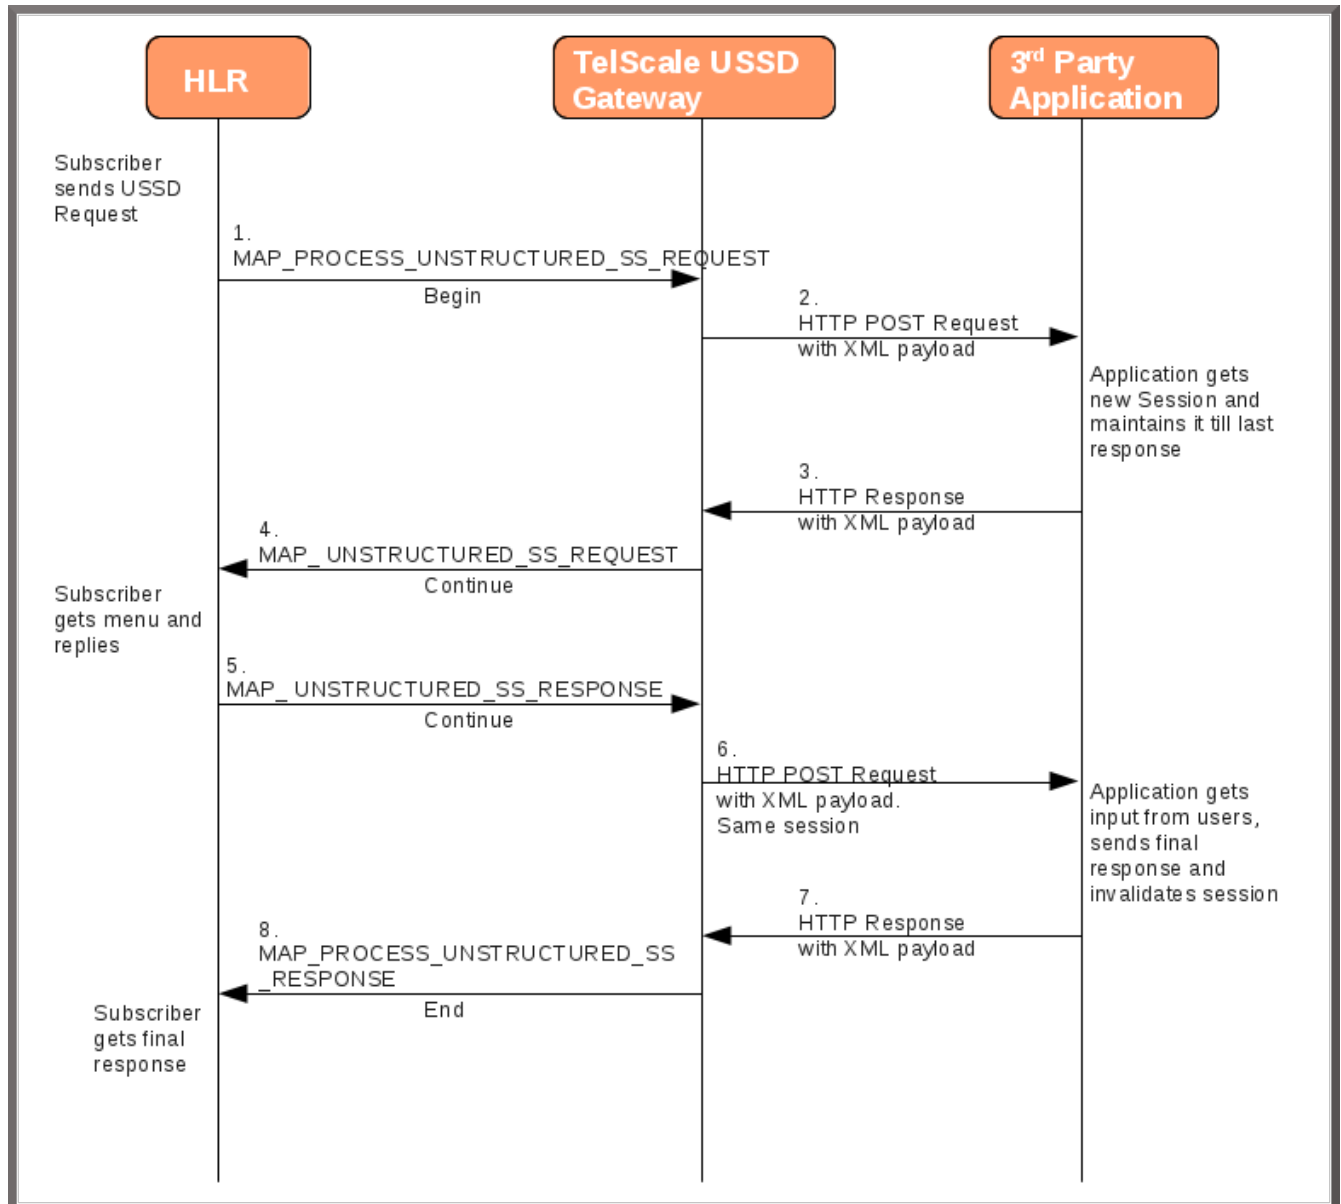 HLR
TelScale USSD
Gateway
3rd Party
Application
Subscriber
sends USSD
Request
1.
MAP_PROCESS_UNSTRUCTURED_SS_REQUEST
Begin
2.
HTTP POST Request
with XML payload
Application gets
new Session and
maintains it till last
response
3.
HTTP Response
with XML payload
4.
MAP_ UNSTRUCTURED_SS_REQUEST
Continue
Subscriber
gets menu and
replies
5.
MAP_ UNSTRUCTURED_SS_RESPONSE
Continue
6.
HTTP POST Request
with XML payload.
Same session
Application gets
input from users,
sends final
response and
invalidates session
7.
HTTP Response
with XML payload
8.
MAP_PROCESS_UNSTRUCTURED_SS
_RESPONSE
End
Subscriber
gets final
response